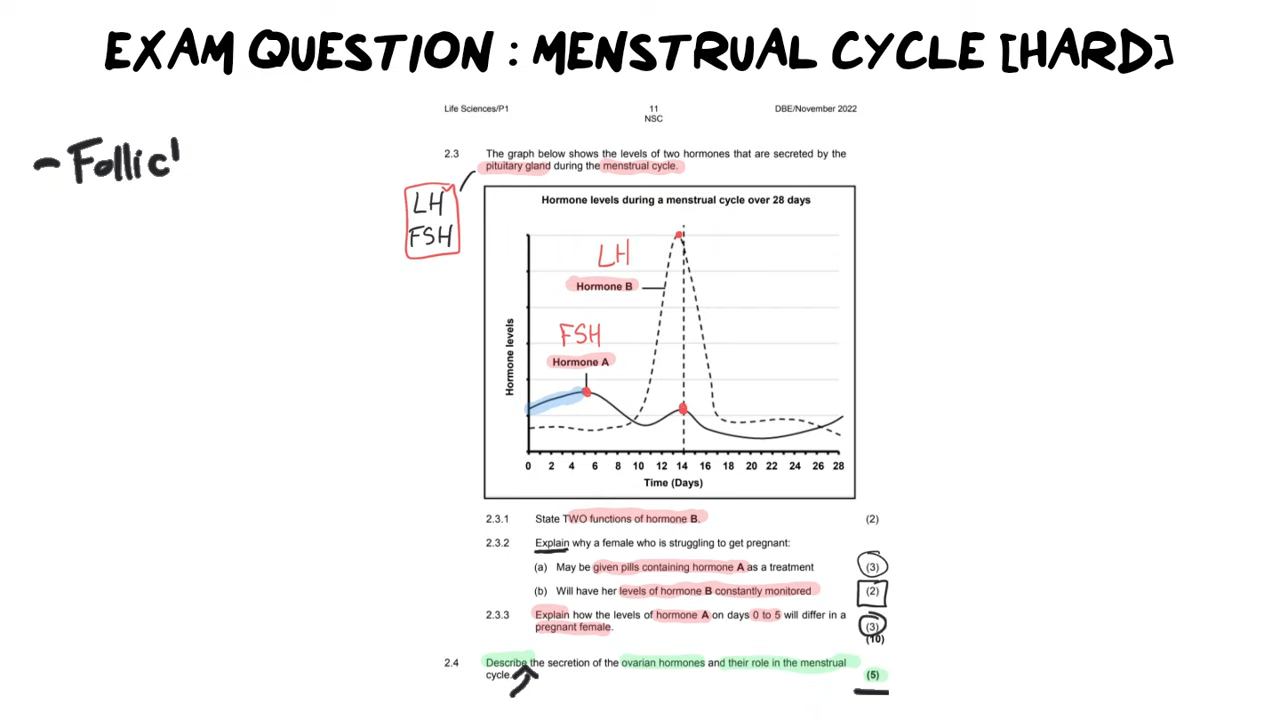 EXAM QUESTION : MENSTRUAL CYCLE [HARD]
Life Sciences/P1 11 DBE/November 2022
NSC
- Follic
2.3 The graph below shows the levels of two hormones that are secreted by the
pituitary gland during the menstrual cycle.
LH
FSH
Hormone levels during a menstrual cycle over 28 days
LH
Hormone B
FSH
Hormone A
Hormone levels
0 2 4 6 8 10 12 14 16 18 20 22 24 26 28
Time (Days)
2.3.1 State TWO functions of hormone B. (2)
2.3.2 Explain why a female who is struggling to get pregnant:
(a) May be given pills containing hormone A as a treatment (3)
(b) Will have her levels of hormone B constantly monitored (2)
2.3.3 Explain how the levels of hormone A on days 0 to 5 will differ in a
pregnant female. (3)
(10)
2.4 Describe the secretion of the ovarian hormones and their role in the menstrual
cycle. (5)